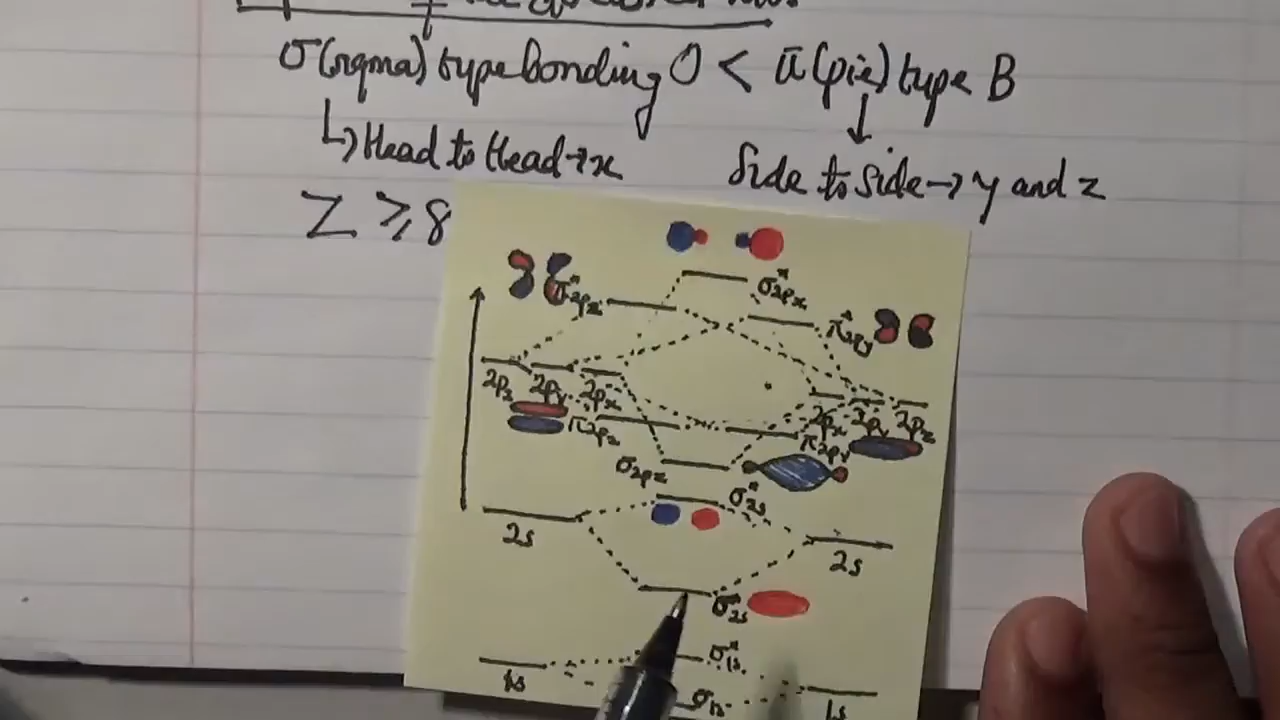 σ(sigma) type bonding O < π(pie) type B
↳ Head to Head → x
Side to side → y and z
Z ≥ 8
σ*2px
π*2pz
π*2py
2pz 2py 2px
2px 2py 2pz
π2pz
π2py
σ2px
σ*2s
2s
2s
σ2s
σ*1s
1s
σ1s
1s